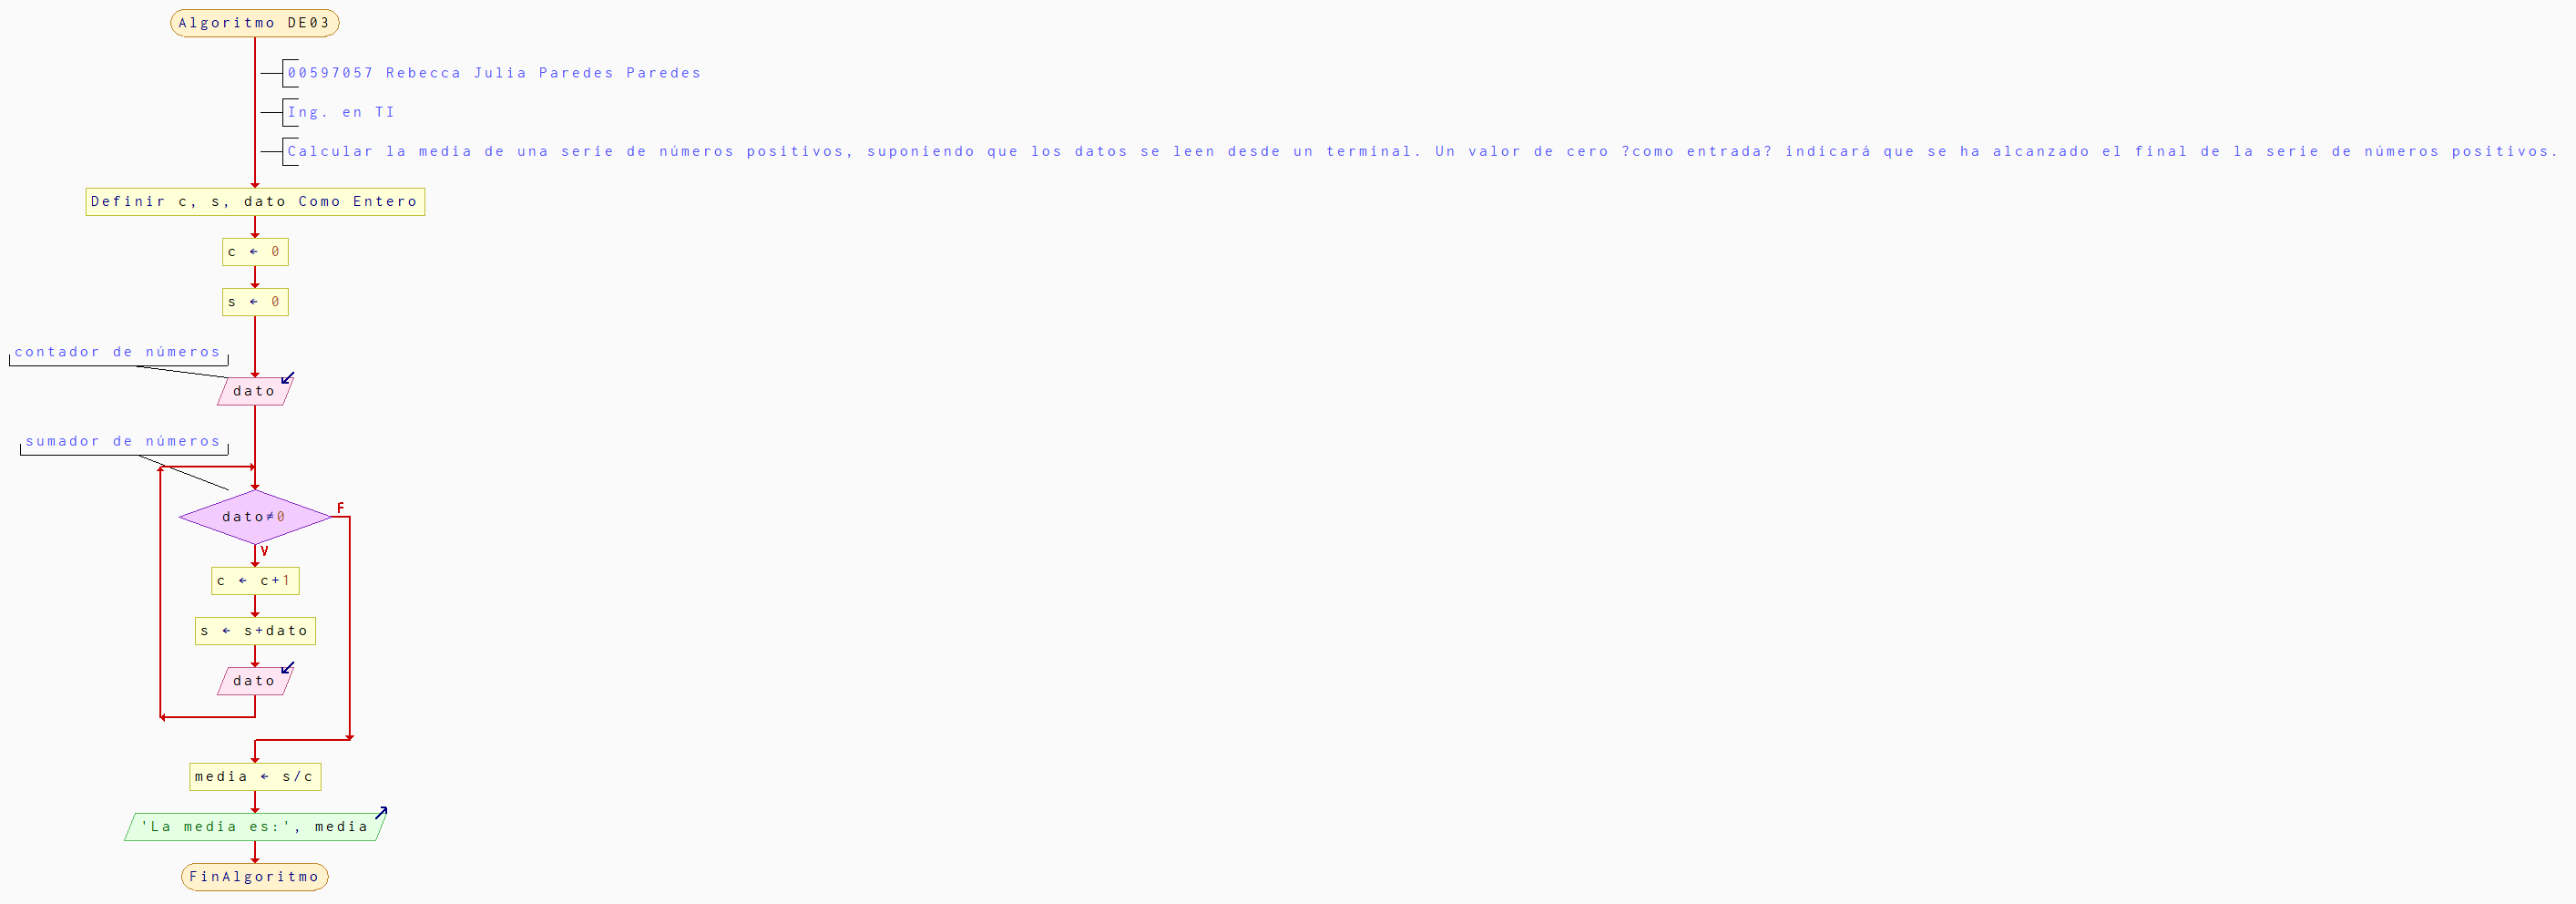 Algoritmo DE03
00597057 Rebecca Julia Paredes Paredes
Ing. en TI
Calcular la media de una serie de números positivos, suponiendo que los datos se leen desde un terminal. Un valor de cero ?como entrada? indicará que se ha alcanzado el final de la serie de números positivos.
Definir c, s, dato Como Entero
c ← 0
s ← 0
contador de números
dato
sumador de números
dato≠0
F
V
c ← c+1
s ← s+dato
dato
media ← s/c
'La media es:', media
FinAlgoritmo